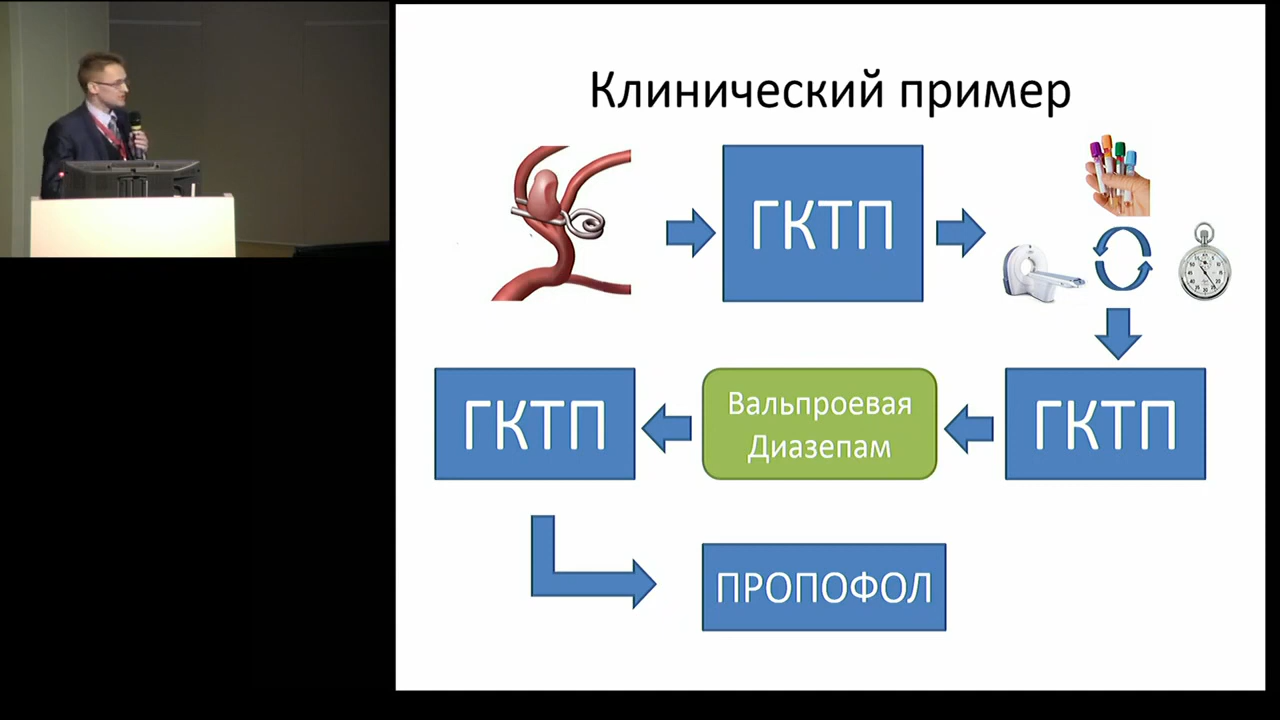 Клинический пример
ГКТП
ГКТП
Вальпроевая
Диазепам
ГКТП
ПРОПОФОЛ